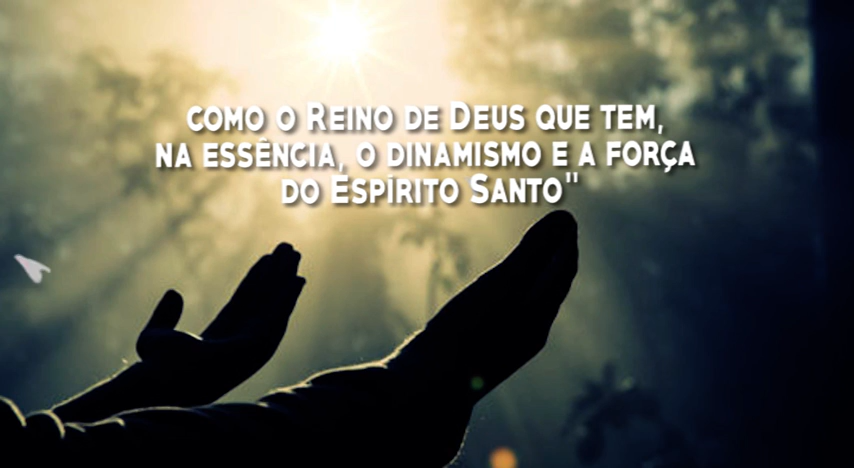 como o Reino de Deus que tem,
na essência, o dinamismo e a força
do Espírito Santo"